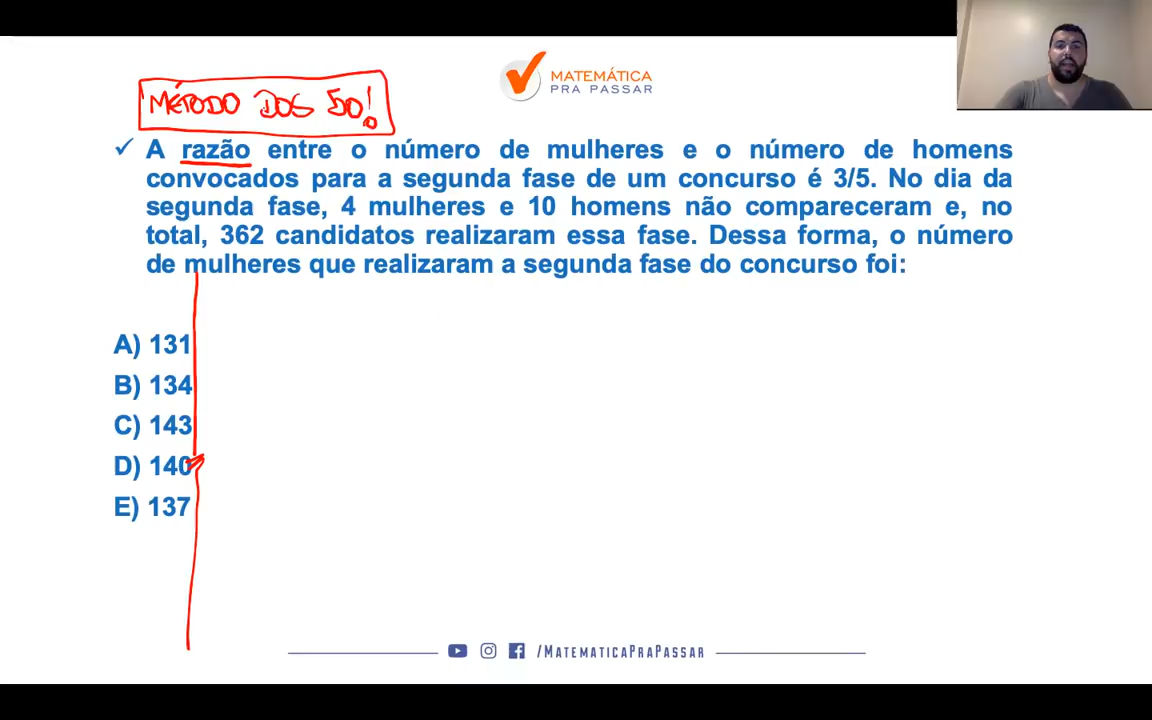 MATEMÁTICA
PRA PASSAR
MÉTODO DOS 50!
A razão entre o número de mulheres e o número de homens
convocados para a segunda fase de um concurso é 3/5. No dia da
segunda fase, 4 mulheres e 10 homens não compareceram e, no
total, 362 candidatos realizaram essa fase. Dessa forma, o número
de mulheres que realizaram a segunda fase do concurso foi:
A) 131
B) 134
C) 143
D) 140
E) 137
/MATEMATICAPRAPASSAR